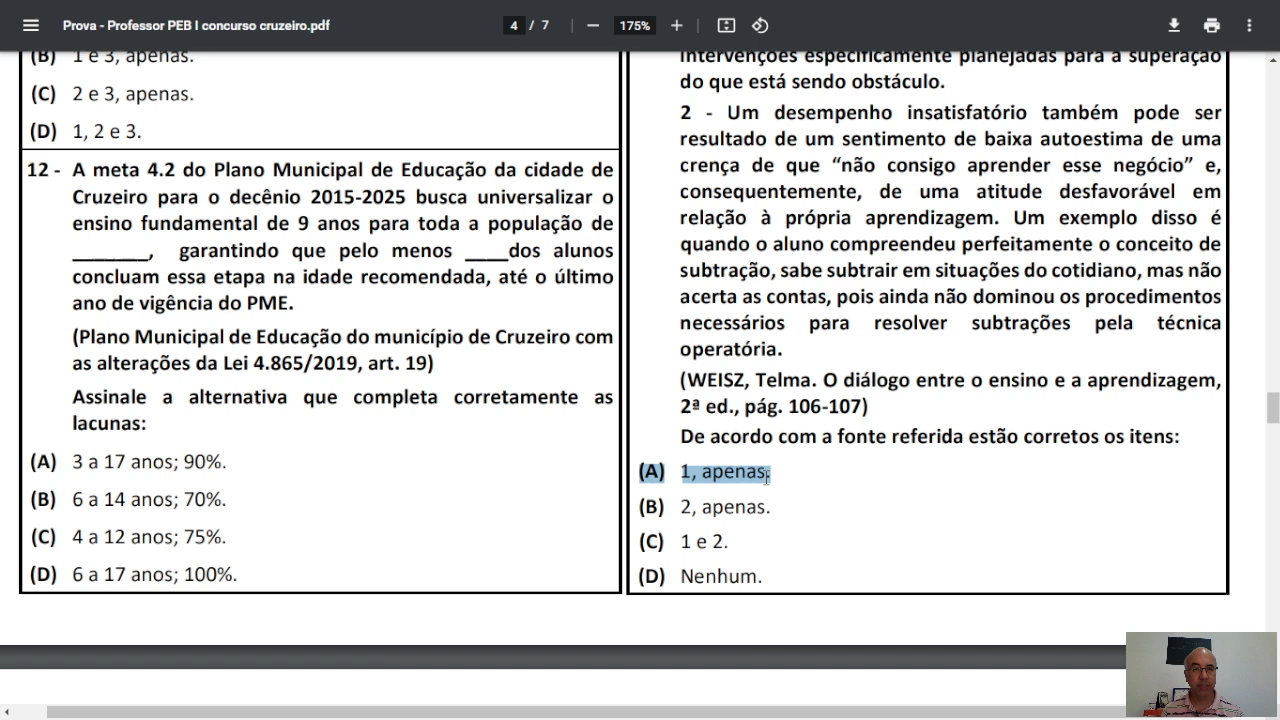 Prova - Professor PEB I concurso cruzeiro.pdf
4 / 7
175%
(B) 1 e 3, apenas.
(C) 2 e 3, apenas.
(D) 1, 2 e 3.
12 - A meta 4.2 do Plano Municipal de Educação da cidade de
Cruzeiro para o decênio 2015-2025 busca universalizar o
ensino fundamental de 9 anos para toda a população de
_______, garantindo que pelo menos ____dos alunos
concluam essa etapa na idade recomendada, até o último
ano de vigência do PME.
(Plano Municipal de Educação do município de Cruzeiro com
as alterações da Lei 4.865/2019, art. 19)
Assinale a alternativa que completa corretamente as
lacunas:
(A) 3 a 17 anos; 90%.
(B) 6 a 14 anos; 70%.
(C) 4 a 12 anos; 75%.
(D) 6 a 17 anos; 100%.
intervenções especificamente planejadas para a superação
do que está sendo obstáculo.
2 - Um desempenho insatisfatório também pode ser
resultado de um sentimento de baixa autoestima de uma
crença de que “não consigo aprender esse negócio” e,
consequentemente, de uma atitude desfavorável em
relação à própria aprendizagem. Um exemplo disso é
quando o aluno compreendeu perfeitamente o conceito de
subtração, sabe subtrair em situações do cotidiano, mas não
acerta as contas, pois ainda não dominou os procedimentos
necessários para resolver subtrações pela técnica
operatória.
(WEISZ, Telma. O diálogo entre o ensino e a aprendizagem,
2ª ed., pág. 106-107)
De acordo com a fonte referida estão corretos os itens:
(A) 1, apenas.
(B) 2, apenas.
(C) 1 e 2.
(D) Nenhum.